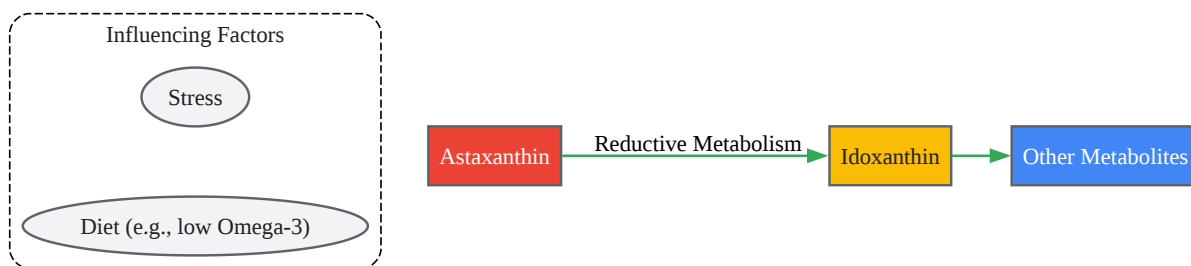 Influencing Factors
Stress
Diet (e.g., low Omega-3)
Astaxanthin
Reductive Metabolism
Idoxanthin
Other Metabolites